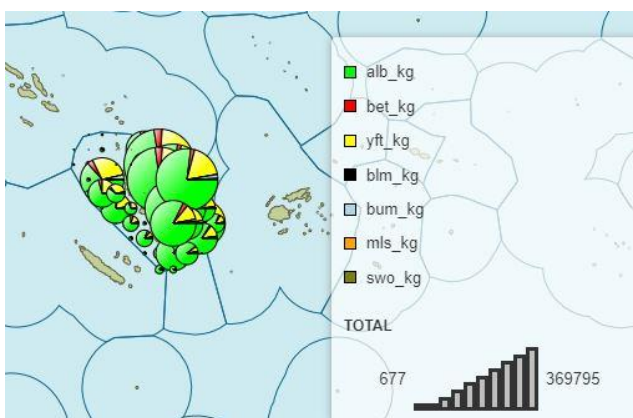 alb_kg
bet_kg
yft_kg
blm_kg
bum_kg
mls_kg
swo_kg
TOTAL
677 369795